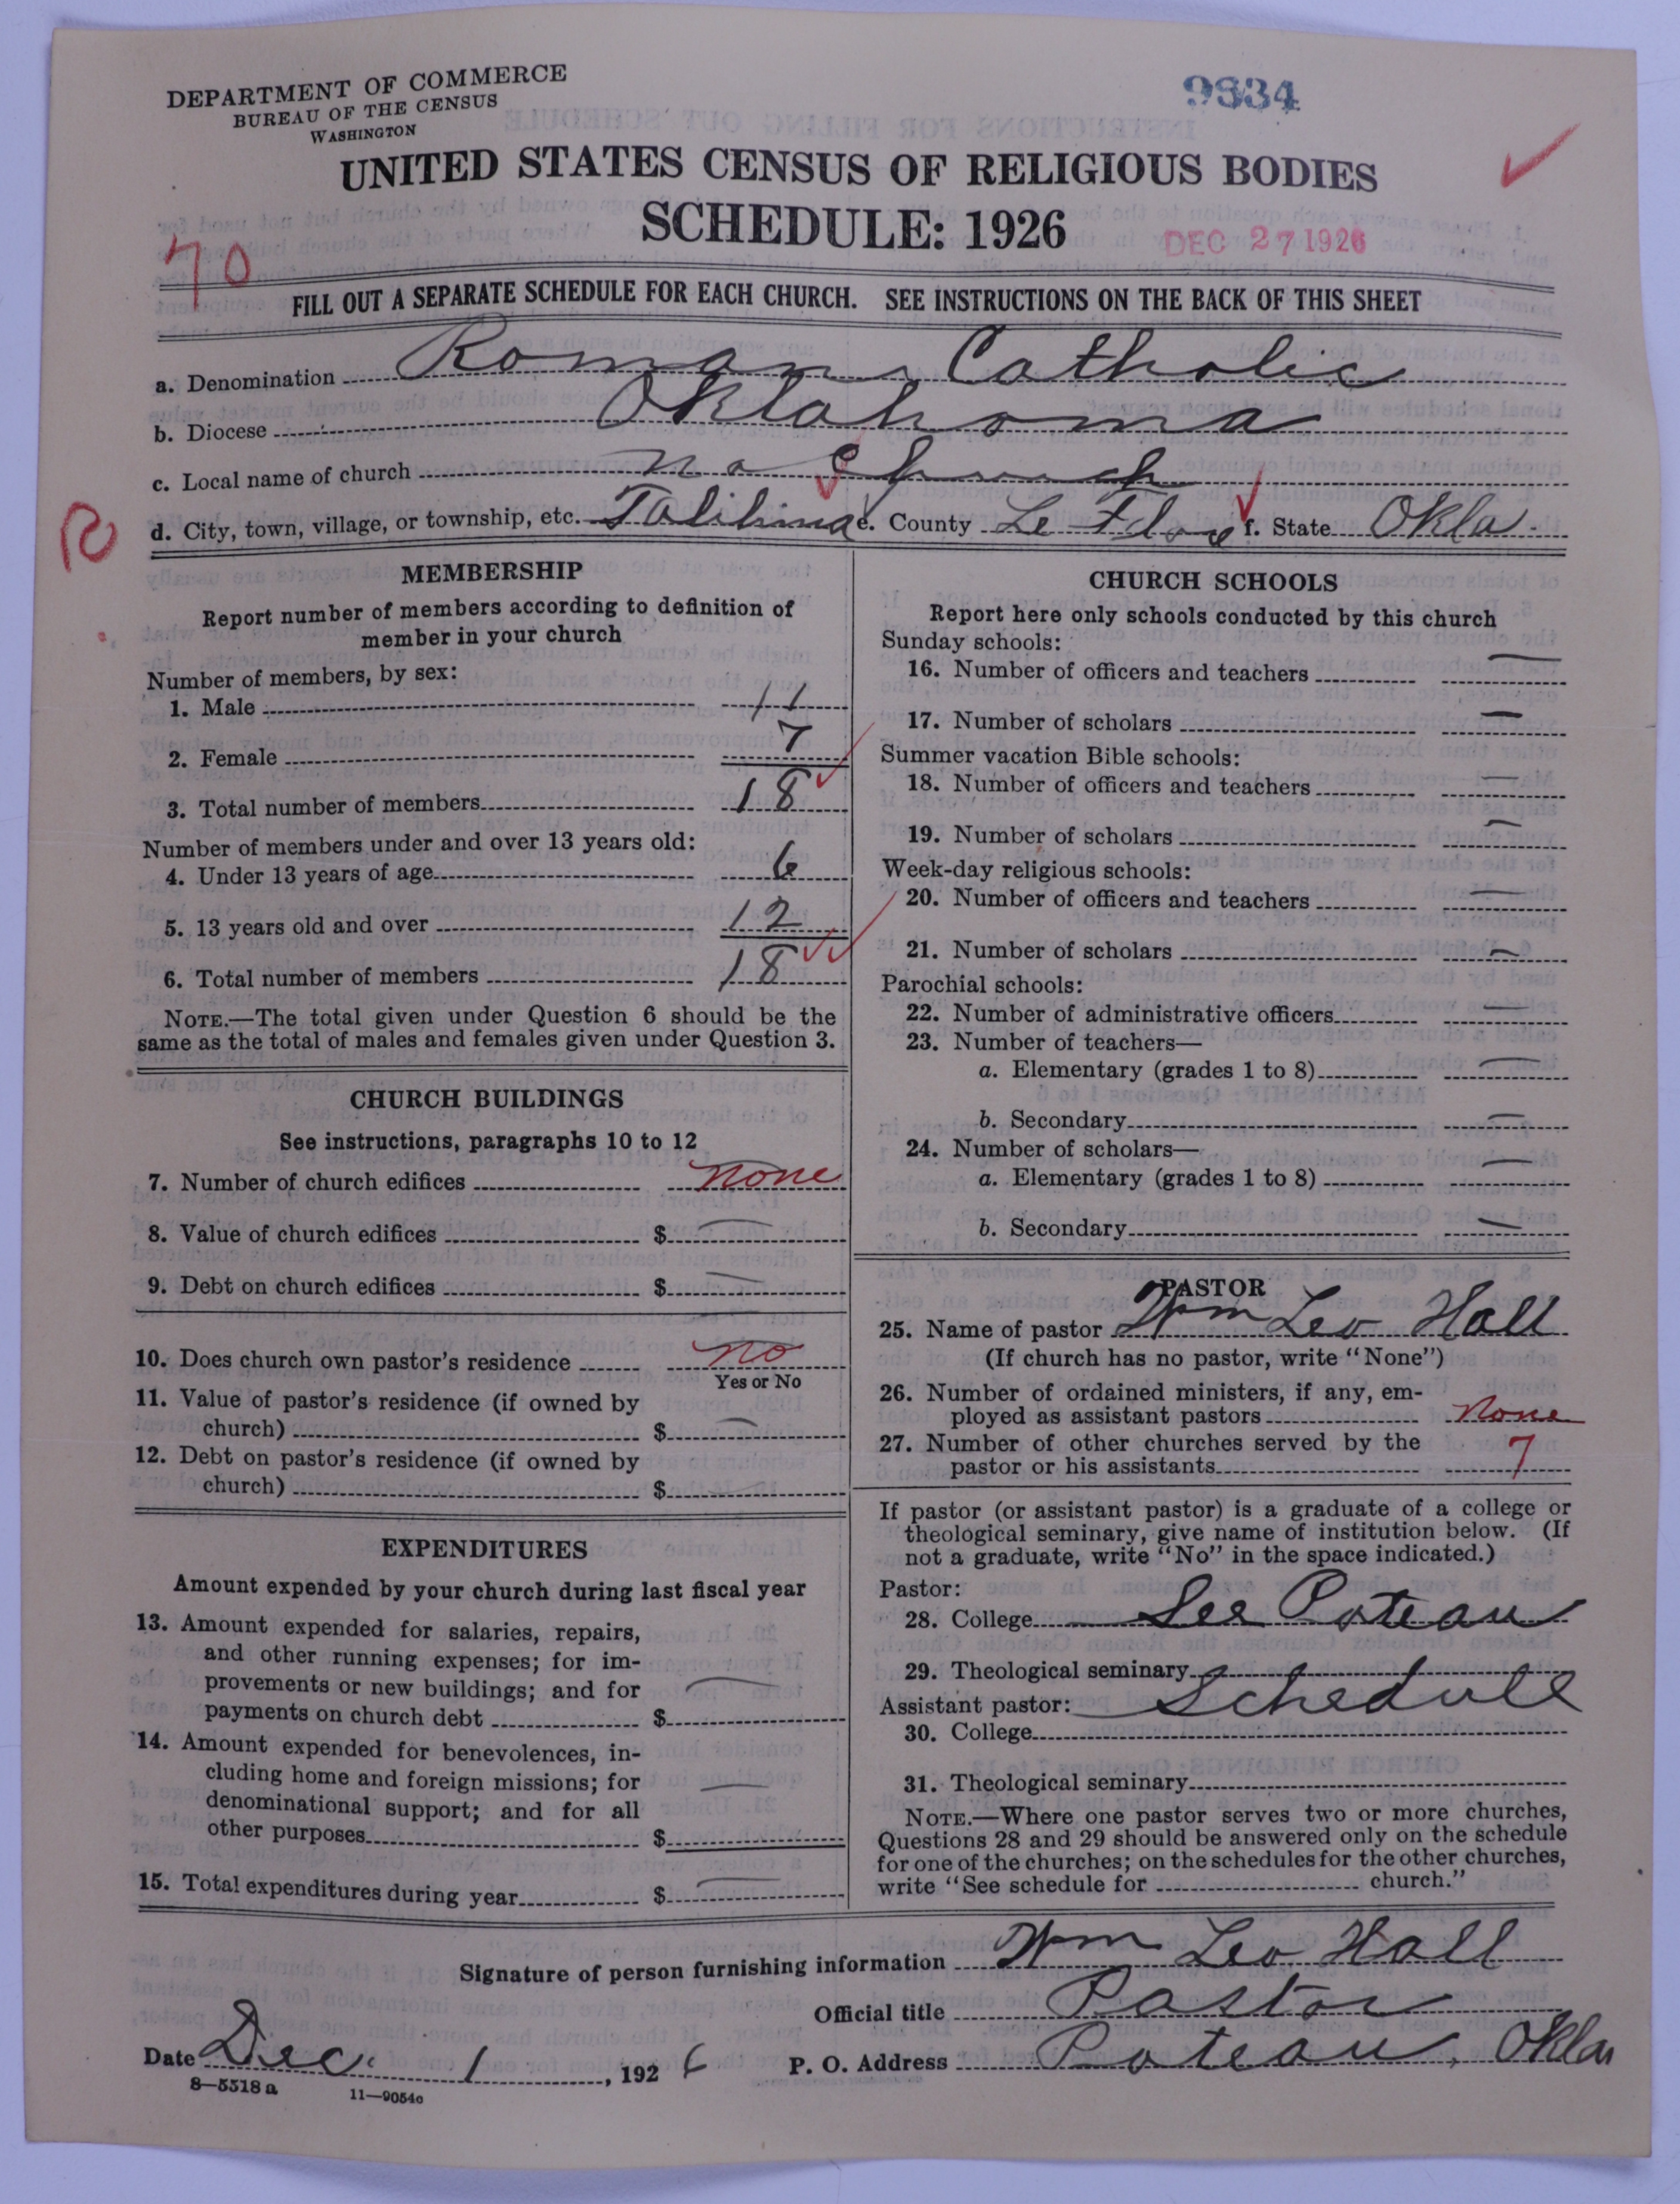 DEPARTMENT OF COMMERCE
BUREAU OF THE CENSUS
WASHINGTON
9834
UNITED STATES CENSUS OF RELIGIOUS BODIES
SCHEDULE: 1926
DEC 27 1926
70
FILL OUT A SEPARATE SCHEDULE FOR EACH CHURCH. SEE INSTRUCTIONS ON THE BACK OF THIS SHEET
a. Denomination Roman Catholic
b. Diocese Oklahoma
c. Local name of church no Church
R
d. City, town, village, or township, etc. Talihina e. County Le Flore f. State Okla.
MEMBERSHIP
Report number of members according to definition of
member in your church
Number of members, by sex:
1. Male 11
2. Female 7
3. Total number of members 18
Number of members under and over 13 years old:
4. Under 13 years of age 6
5. 13 years old and over 12
6. Total number of members 18
NOTE.—The total given under Question 6 should be the
same as the total of males and females given under Question 3.
CHURCH BUILDINGS
See instructions, paragraphs 10 to 12
7. Number of church edifices none
8. Value of church edifices $ —
9. Debt on church edifices $ —
10. Does church own pastor's residence no
Yes or No
11. Value of pastor's residence (if owned by
church) $ —
12. Debt on pastor's residence (if owned by
church) $ —
EXPENDITURES
Amount expended by your church during last fiscal year
13. Amount expended for salaries, repairs,
and other running expenses; for im-
provements or new buildings; and for
payments on church debt $ —
14. Amount expended for benevolences, in-
cluding home and foreign missions; for
denominational support; and for all
other purposes $ —
15. Total expenditures during year $ —
CHURCH SCHOOLS
Report here only schools conducted by this church
Sunday schools:
16. Number of officers and teachers —
17. Number of scholars —
Summer vacation Bible schools:
18. Number of officers and teachers —
19. Number of scholars —
Week-day religious schools:
20. Number of officers and teachers —
21. Number of scholars —
Parochial schools:
22. Number of administrative officers —
23. Number of teachers—
a. Elementary (grades 1 to 8) —
b. Secondary —
24. Number of scholars—
a. Elementary (grades 1 to 8) —
b. Secondary —
PASTOR
25. Name of pastor Wm Leo Hall
(If church has no pastor, write "None")
26. Number of ordained ministers, if any, em-
ployed as assistant pastors None
27. Number of other churches served by the
pastor or his assistants 7
If pastor (or assistant pastor) is a graduate of a college or
theological seminary, give name of institution below. (If
not a graduate, write "No" in the space indicated.)
Pastor:
28. College See Poteau
29. Theological seminary Schedule
Assistant pastor:
30. College
31. Theological seminary
NOTE.—Where one pastor serves two or more churches,
Questions 28 and 29 should be answered only on the schedule
for one of the churches; on the schedules for the other churches,
write "See schedule for church."
Signature of person furnishing information Wm Leo Hall
Official title Pastor
Date Dec. 1, 1926 P. O. Address Poteau, Okla
8—5518 a 11—9054c